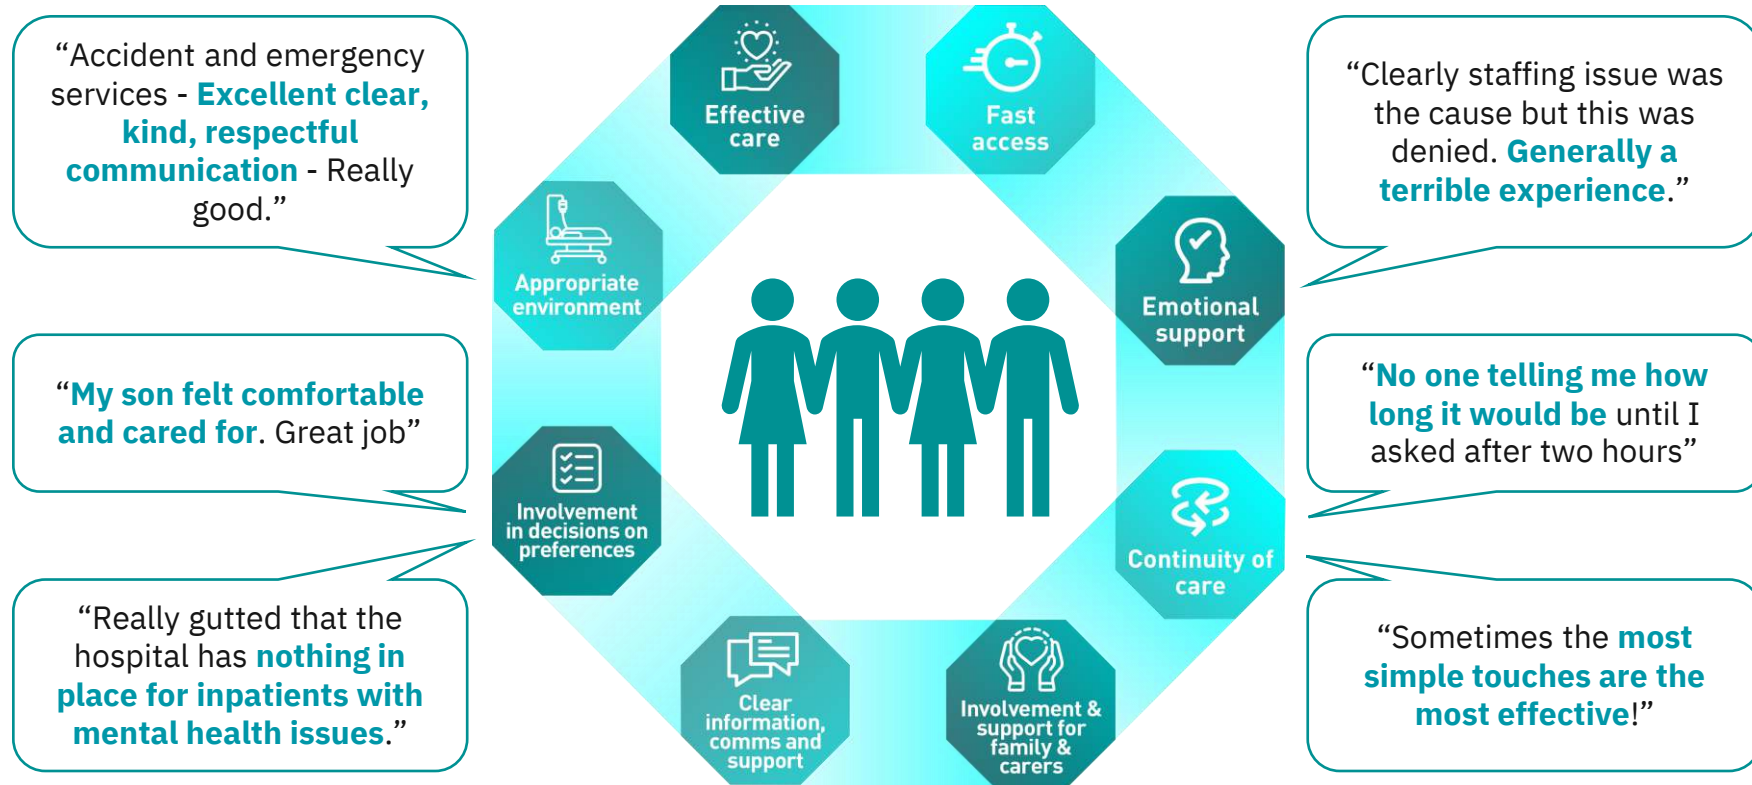 “Accident and emergency
services - Excellent clear,
kind, respectful
communication - Really
good.”
“My son felt comfortable
and cared for. Great job”
“Really gutted that the
hospital has nothing in
place for inpatients with
mental health issues.”
Effective
care
Fast
access
Appropriate
environment
Emotional
support
Involvement
in decisions on
preferences
Continuity of
care
Clear
information,
comms and
support
Involvement &
support for
family &
carers
“Clearly staffing issue was
the cause but this was
denied. Generally a
terrible experience.”
“No one telling me how
long it would be until I
asked after two hours”
“Sometimes the most
simple touches are the
most effective!”